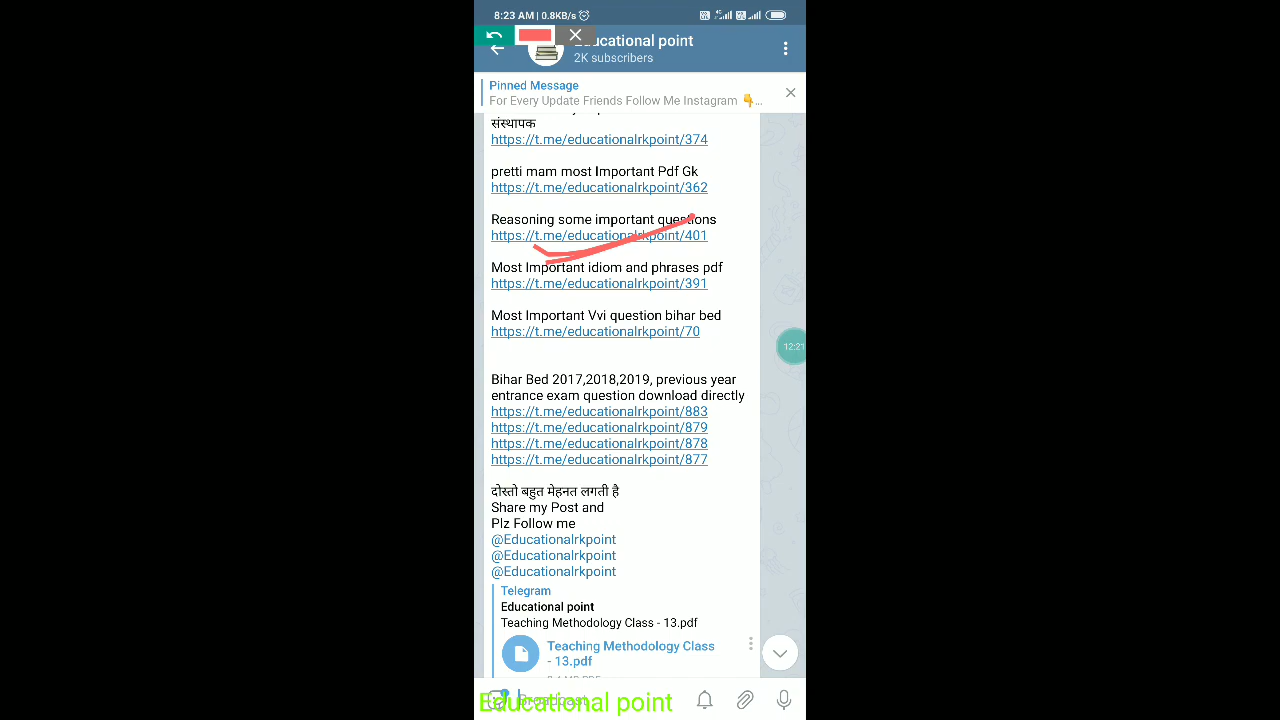 8:23 AM | 0.8KB/s
Educational point
2K subscribers
Pinned Message
For Every Update Friends Follow Me Instagram 👇...
संस्थापक
https://t.me/educationalrkpoint/374
pretti mam most Important Pdf Gk
https://t.me/educationalrkpoint/362
Reasoning some important questions
https://t.me/educationalrkpoint/401
Most Important idiom and phrases pdf
https://t.me/educationalrkpoint/391
Most Important Vvi question bihar bed
https://t.me/educationalrkpoint/70
12:21
Bihar Bed 2017,2018,2019, previous year
entrance exam question download directly
https://t.me/educationalrkpoint/883
https://t.me/educationalrkpoint/879
https://t.me/educationalrkpoint/878
https://t.me/educationalrkpoint/877
दोस्तो बहुत मेहनत लगती है
Share my Post and
Plz Follow me
@Educationalrkpoint
@Educationalrkpoint
@Educationalrkpoint
Telegram
Educational point
Teaching Methodology Class - 13.pdf
Teaching Methodology Class
- 13.pdf
Broadcast
Educational point